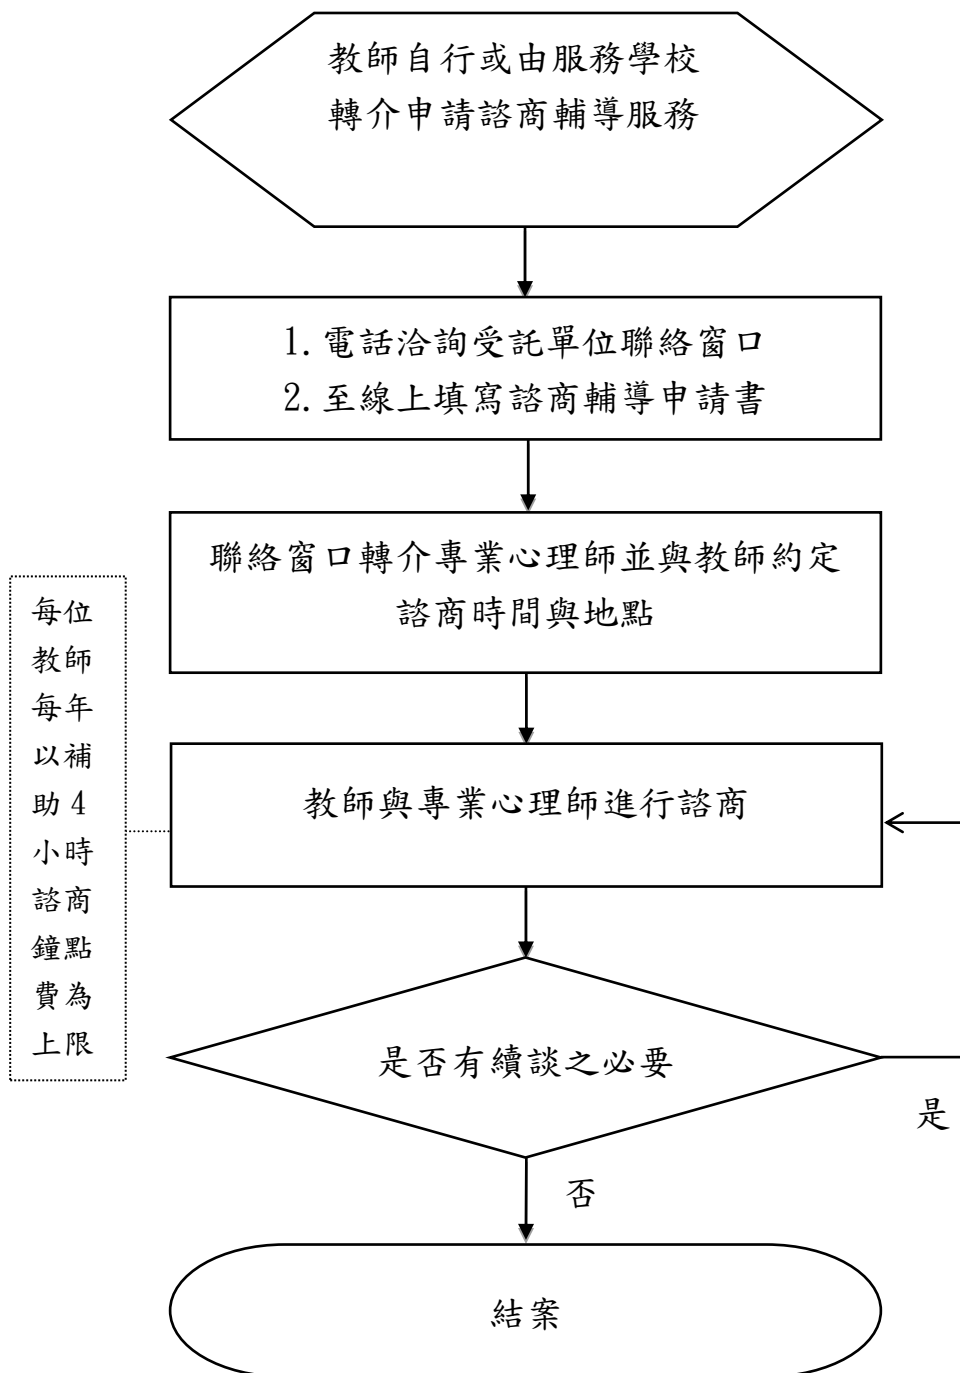 教師自行或由服務學校
轉介申請諮商輔導服務
1. 電話洽詢受託單位聯絡窗口
2. 至線上填寫諮商輔導申請書
聯絡窗口轉介專業心理師並與教師約定
諮商時間與地點
每位
教師
每年
以補
助 4
小時
諮商
鐘點
費為
上限
教師與專業心理師進行諮商
是否有續談之必要
是
否
結案